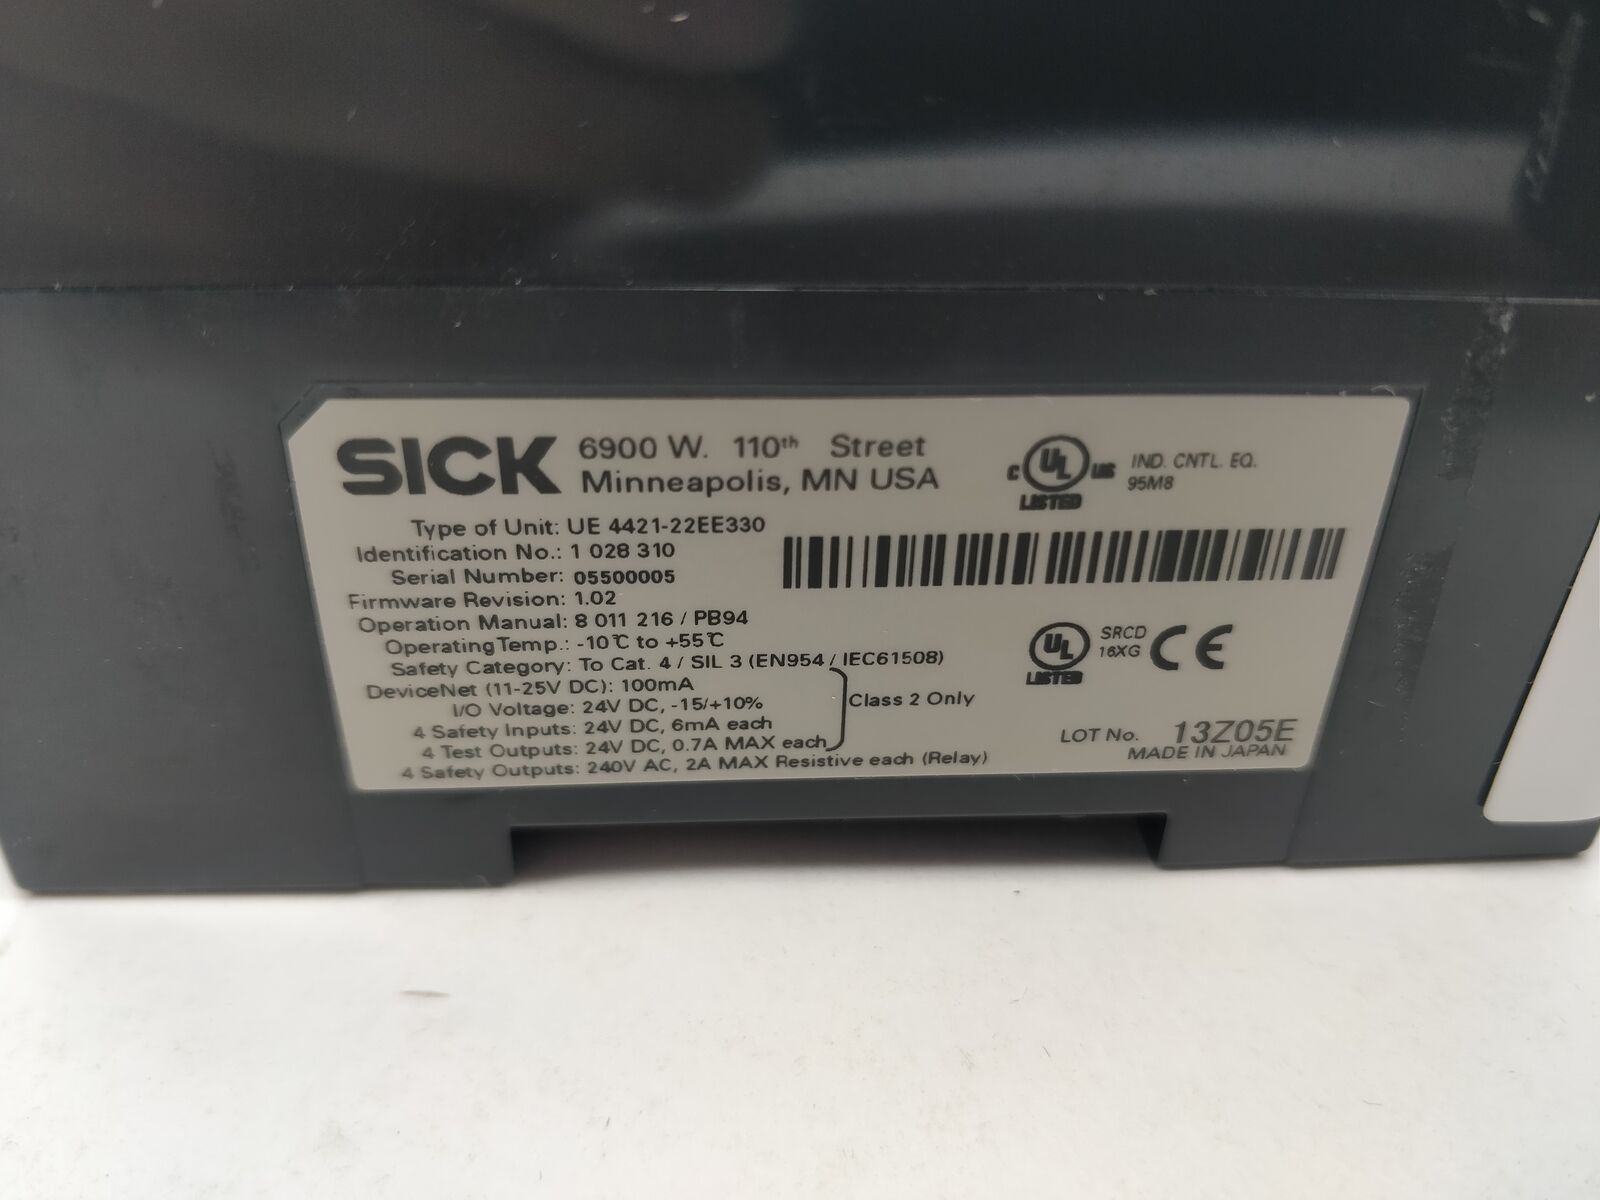 SICK 6900 W. 110th Street
Minneapolis, MN USA
C UL US LISTED
IND. CNTL. EQ.
95M8
Type of Unit: UE 4421-22EE330
Identification No.: 1 028 310
Serial Number: 05500005
Firmware Revision: 1.02
Operation Manual: 8 011 216 / PB94
Operating Temp.: -10℃ to +55℃
Safety Category: To Cat. 4 / SIL 3 (EN954 / IEC61508)
DeviceNet (11-25V DC): 100mA
I/O Voltage: 24V DC, -15/+10%
4 Safety Inputs: 24V DC, 6mA each
4 Test Outputs: 24V DC, 0.7A MAX each
Class 2 Only
4 Safety Outputs: 240V AC, 2A MAX Resistive each (Relay)
UL LISTED
SRCD
16XG
CE
LOT No. 13Z05E
MADE IN JAPAN